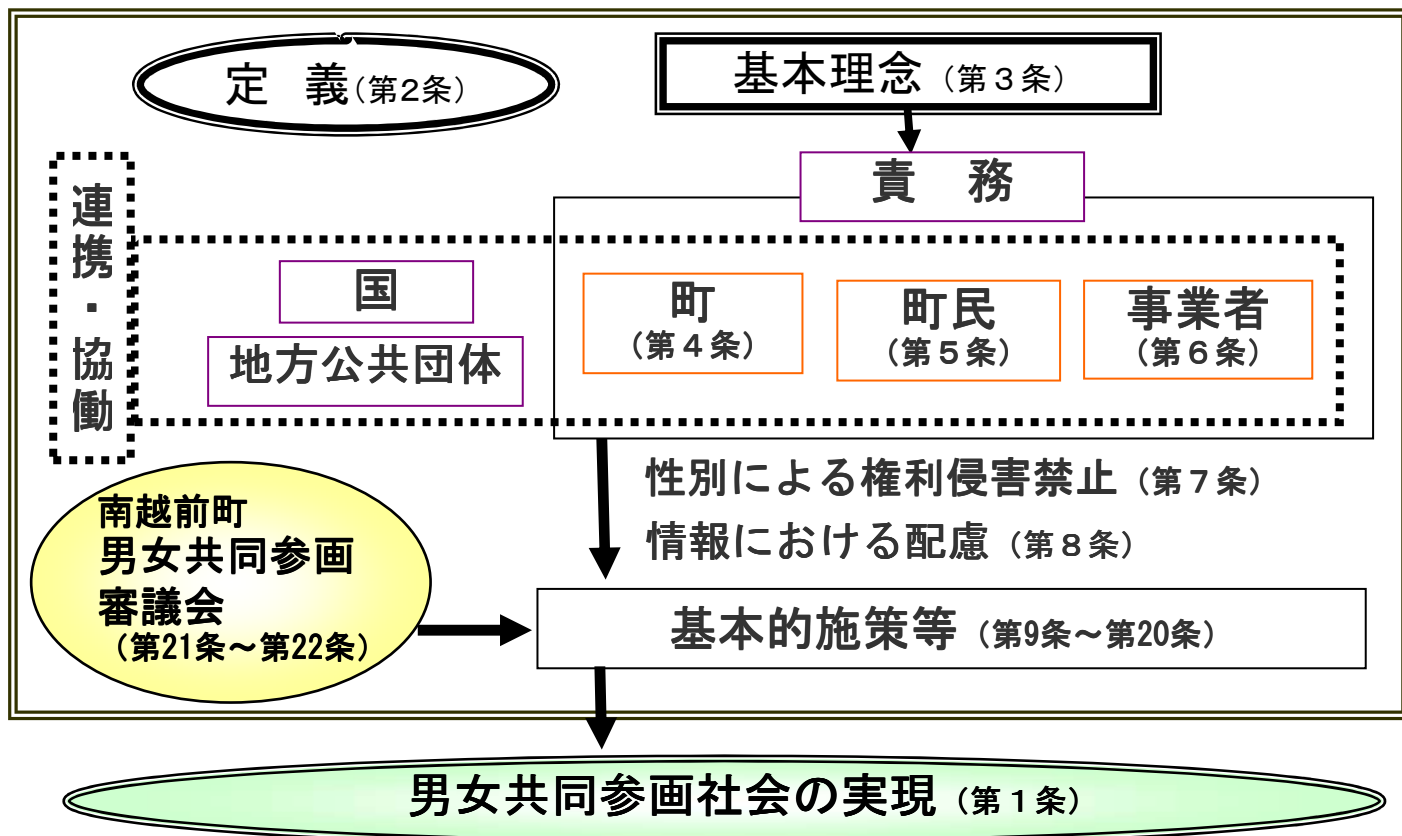 定　義(第2条)
基本理念（第３条）
責　務
連携・協働
国
地方公共団体
町
（第４条）
町民
（第５条）
事業者
（第６条）
性別による権利侵害禁止（第７条）
情報における配慮（第８条）
南越前町
男女共同参画
審議会
（第21条～第22条）
基本的施策等（第9条～第20条）
男女共同参画社会の実現（第１条）